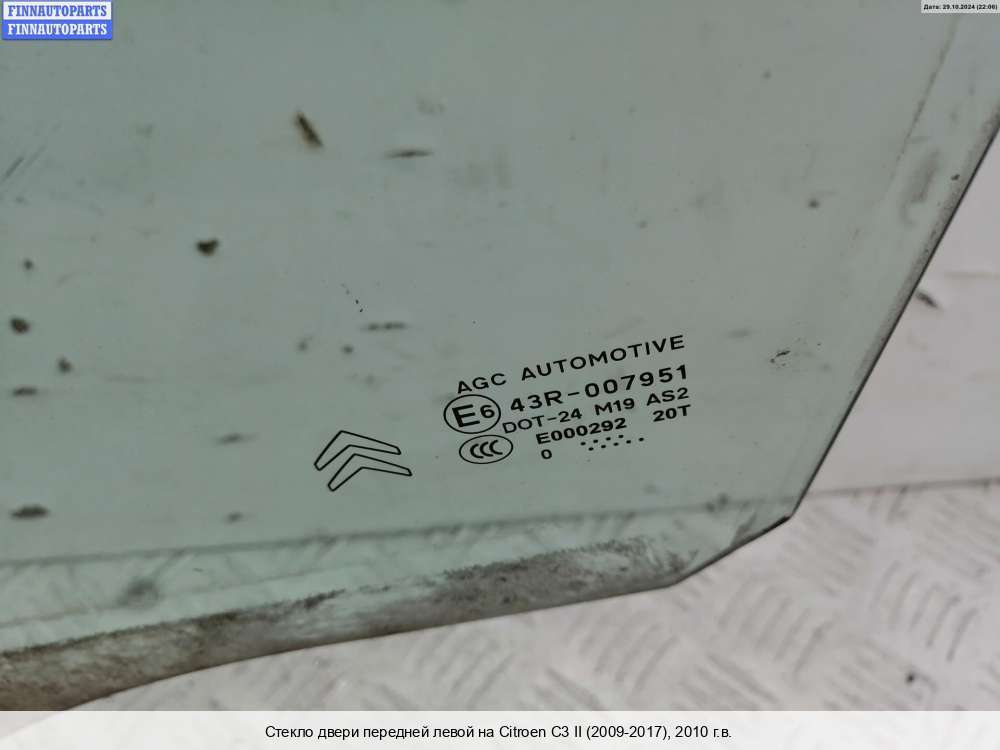 FINNAUTOPARTS
FINNAUTOPARTS
Дата: 29.10.2024 (22:06)
AGC AUTOMOTIVE
E6 43R-007951
DOT-24 M19 AS2
CCC E000292 20T
0
Стекло двери передней левой на Citroen C3 II (2009-2017), 2010 г.в.